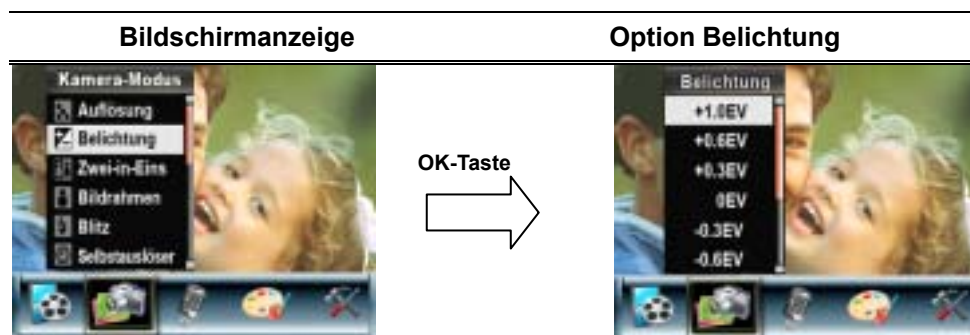 Bildschirmanzeige
Option Belichtung
Kamera-Modus
Auflösung
Belichtung
Zwei-in-Eins
Bildrahmen
Blitz
Selbstauslöser
OK-Taste
Belichtung
+1.0EV
+0.6EV
+0.3EV
0EV
-0.3EV
-0.6EV